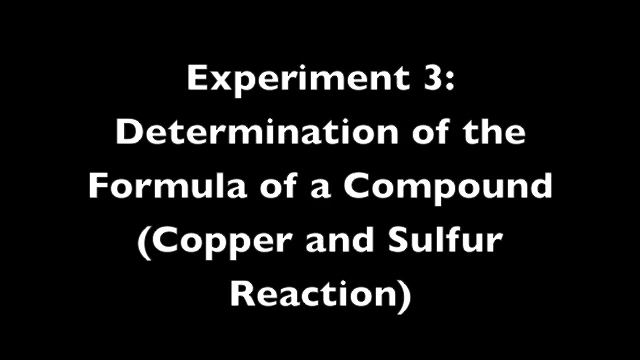 Experiment 3:
Determination of the
Formula of a Compound
(Copper and Sulfur
Reaction)